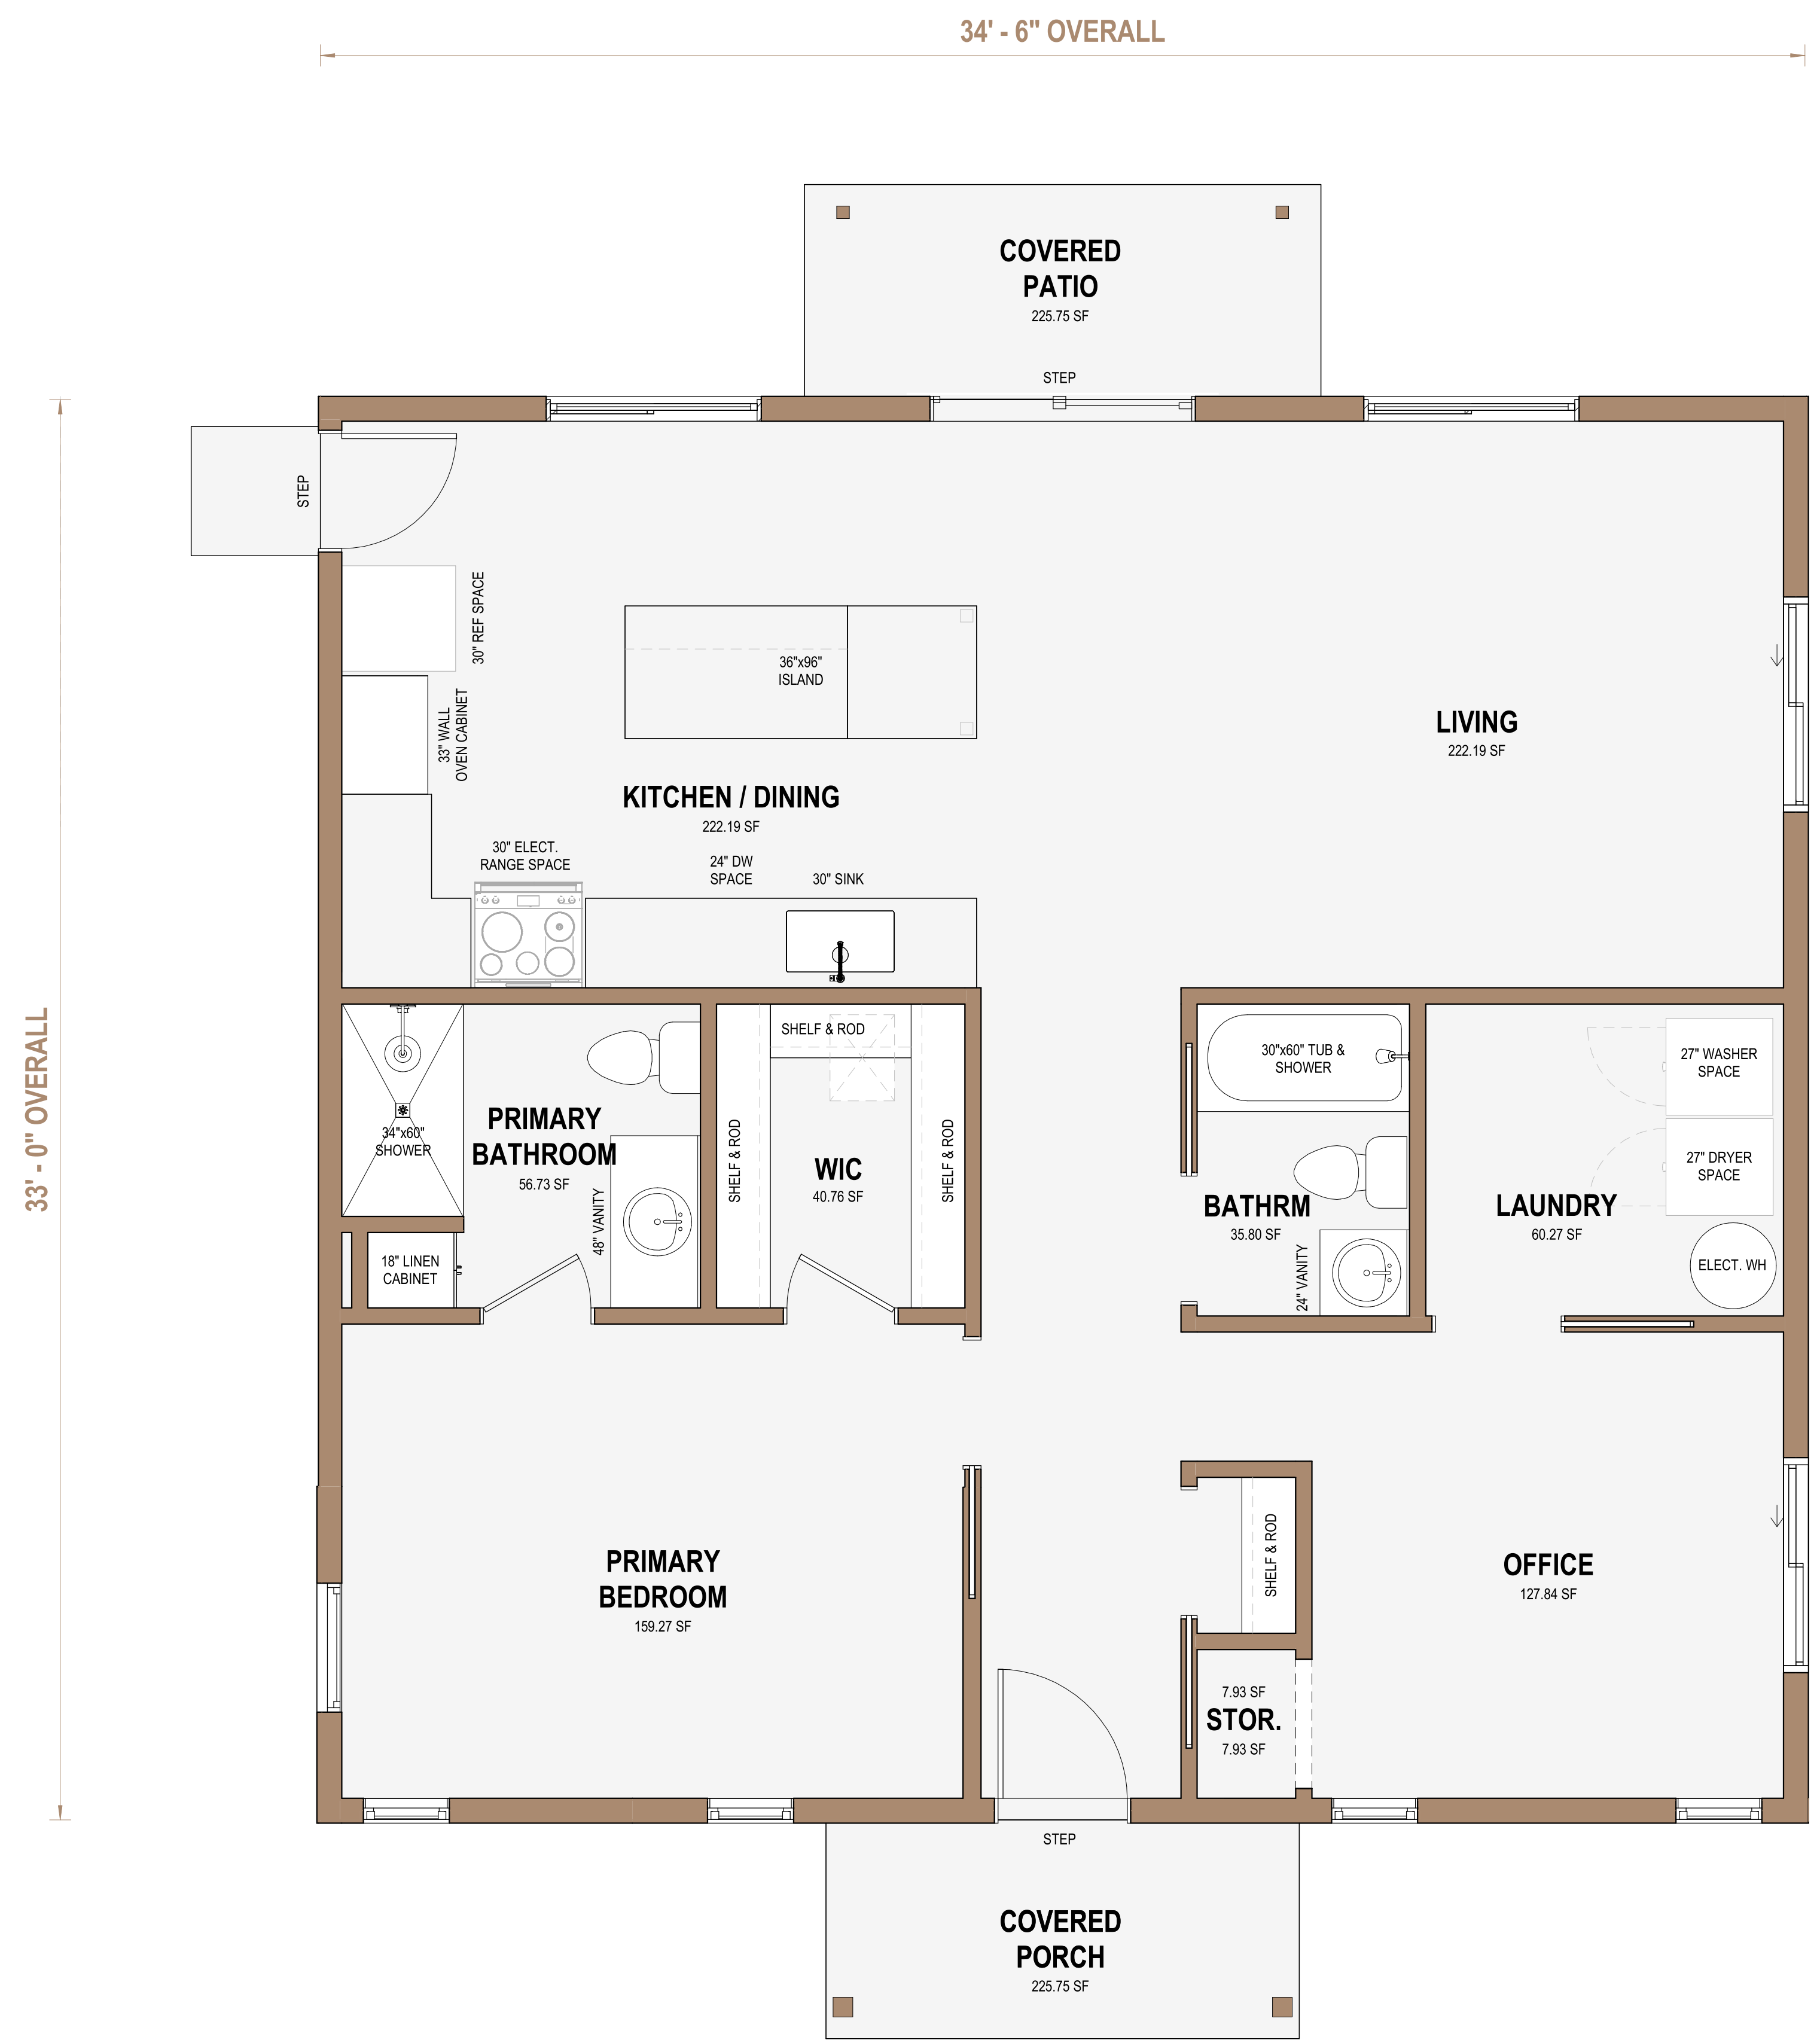 34' - 6" OVERALL
COVERED
PATIO
225.75 SF
STEP
STEP
30" REF SPACE
36"x96"
ISLAND
33" WALL
OVEN CABINET
LIVING
222.19 SF
KITCHEN / DINING
222.19 SF
30" ELECT.
RANGE SPACE
24" DW
SPACE
30" SINK
33' - 0" OVERALL
SHELF & ROD
30"x60" TUB &
SHOWER
27" WASHER
SPACE
34"x60"
SHOWER
PRIMARY
BATHROOM
56.73 SF
48" VANITY
SHELF & ROD
WIC
40.76 SF
SHELF & ROD
27" DRYER
SPACE
BATHRM
35.80 SF
24" VANITY
LAUNDRY
60.27 SF
18" LINEN
CABINET
ELECT. WH
PRIMARY
BEDROOM
159.27 SF
SHELF & ROD
OFFICE
127.84 SF
7.93 SF
STOR.
7.93 SF
STEP
COVERED
PORCH
225.75 SF